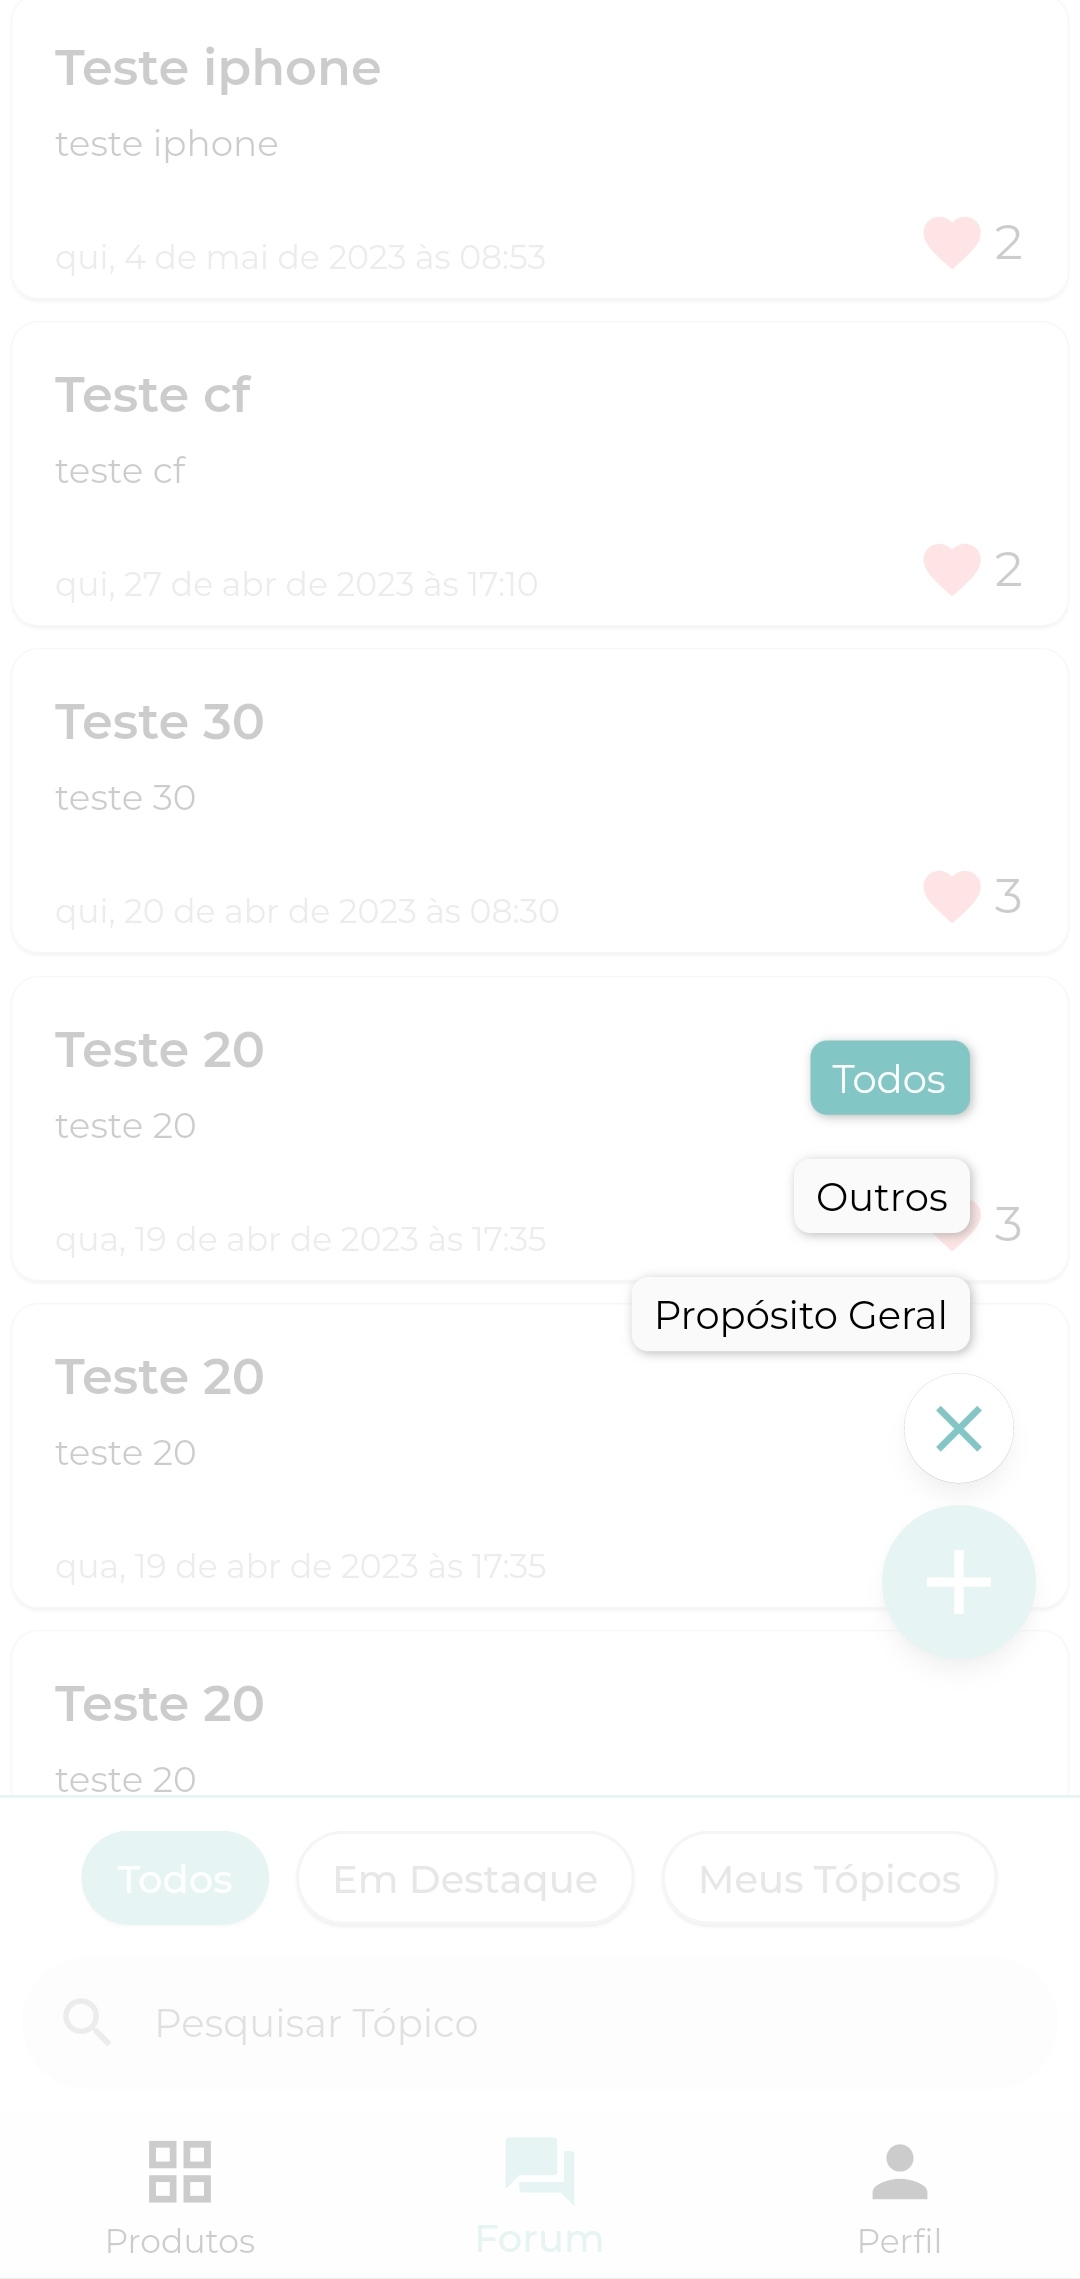 Teste iphone
teste iphone
qui, 4 de mai de 2023 às 08:53
2
Teste cf
teste cf
qui, 27 de abr de 2023 às 17:10
2
Teste 30
teste 30
qui, 20 de abr de 2023 às 08:30
3
Teste 20
teste 20
qua, 19 de abr de 2023 às 17:35
3
Todos
Outros
Propósito Geral
Teste 20
teste 20
qua, 19 de abr de 2023 às 17:35
Teste 20
teste 20
Todos
Em Destaque
Meus Tópicos
Pesquisar Tópico
Produtos
Forum
Perfil